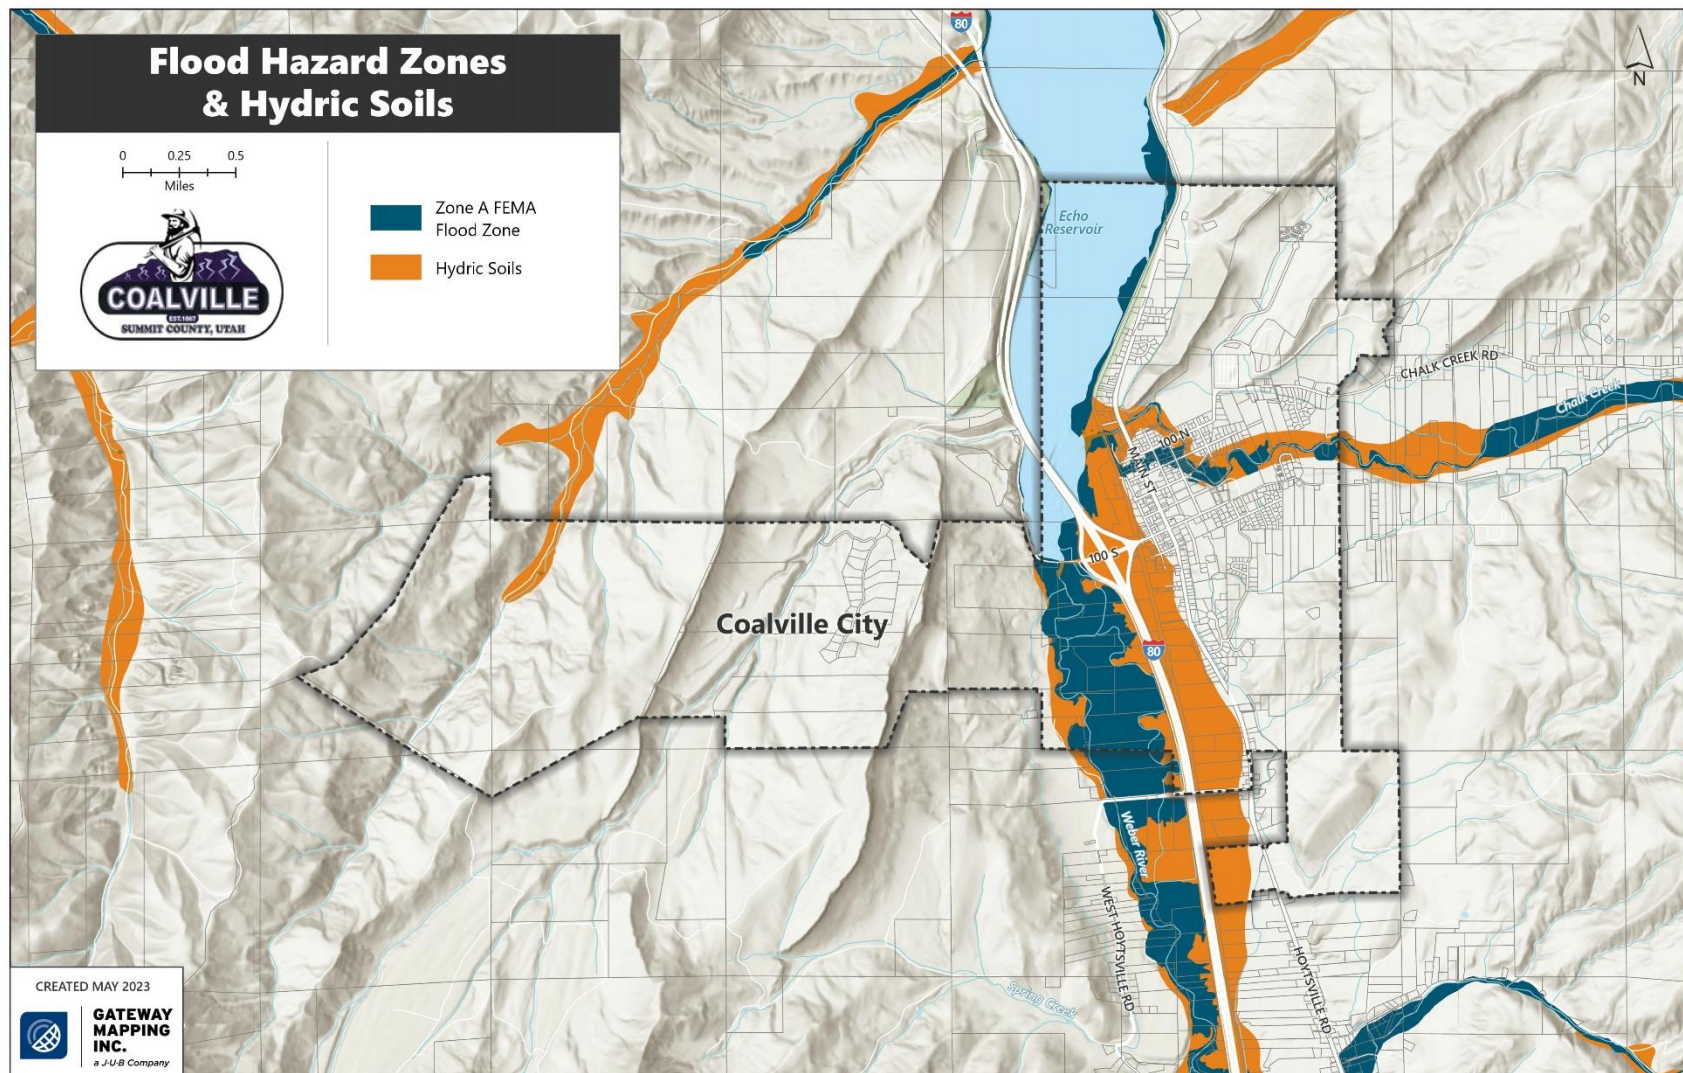 Flood Hazard Zones
& Hydric Soils
0 0.25 0.5
Miles
COALVILLE
EST.1867
SUMMIT COUNTY, UTAH
Zone A FEMA
Flood Zone
Hydric Soils
80
N
Echo
Reservoir
CHALK CREEK RD
Chalk Creek
100 N
MAIN ST
100 S
Coalville City
80
Weber River
WEST HOYTSVILLE RD
HOYTSVILLE RD
Spring Creek
CREATED MAY 2023
GATEWAY
MAPPING
INC.
a J-U-B Company